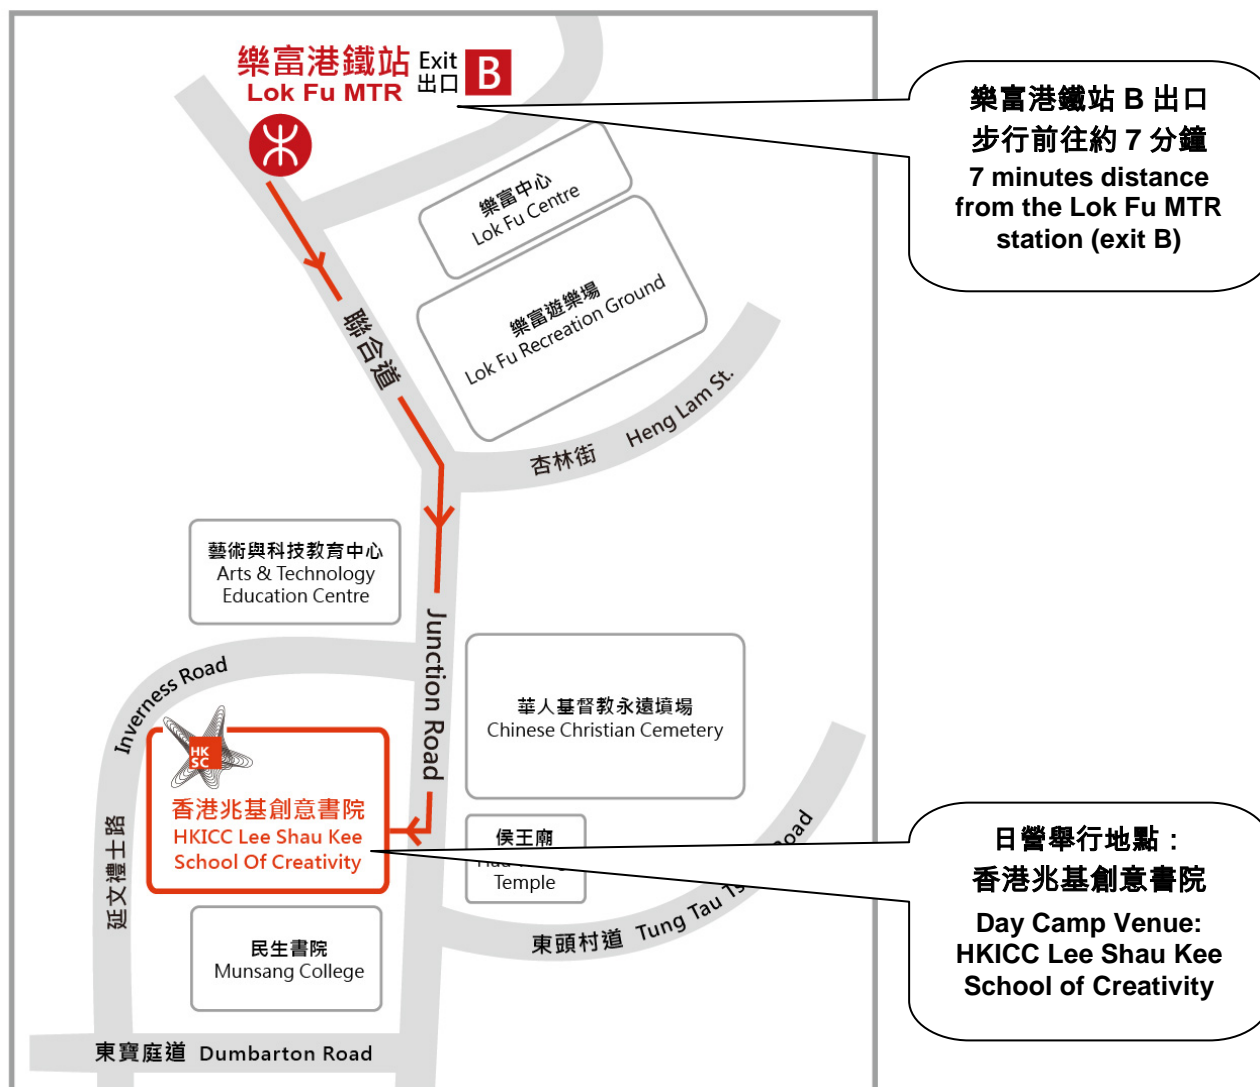 樂富港鐵站
Lok Fu MTR
Exit
出口
B
樂富港鐵站 B 出口
步行前往約 7 分鐘
7 minutes distance
from the Lok Fu MTR
station (exit B)
樂富中心
Lok Fu Centre
樂富遊樂場
Lok Fu Recreation Ground
聯合道
杏林街 Heng Lam St.
藝術與科技教育中心
Arts & Technology
Education Centre
Junction Road
Inverness Road
華人基督教永遠墳場
Chinese Christian Cemetery
HK
SC
香港兆基創意書院
HKICC Lee Shau Kee
School Of Creativity
延文禮士路
侯王廟
Temple
東頭村道 Tung Tau Road
日營舉行地點：
香港兆基創意書院
Day Camp Venue:
HKICC Lee Shau Kee
School of Creativity
民生書院
Munsang College
東寶庭道 Dumbarton Road